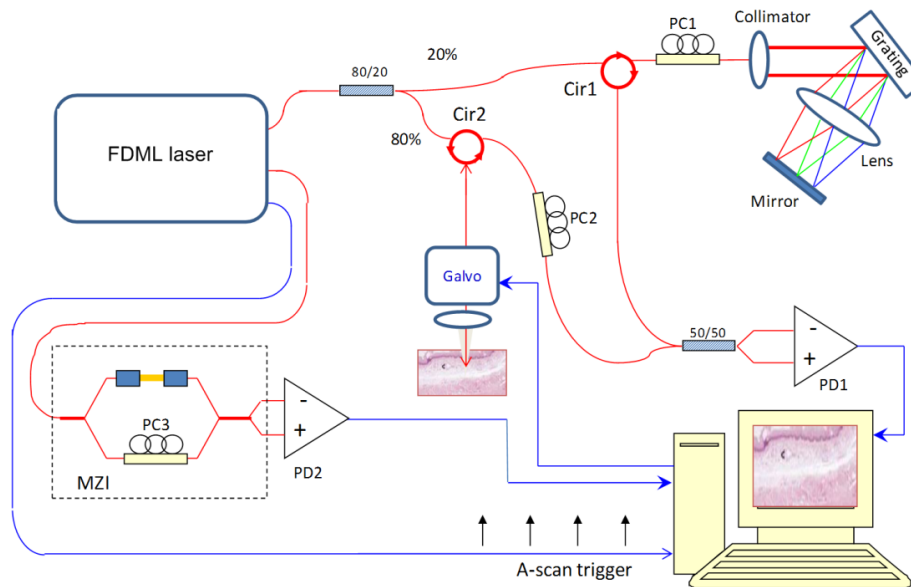 PC1
Collimator
Grating
20%
80/20
Cir1
Cir2
80%
FDML laser
Lens
Mirror
PC2
Galvo
50/50
-
+
PD1
PC3
-
+
MZI
PD2
A-scan trigger